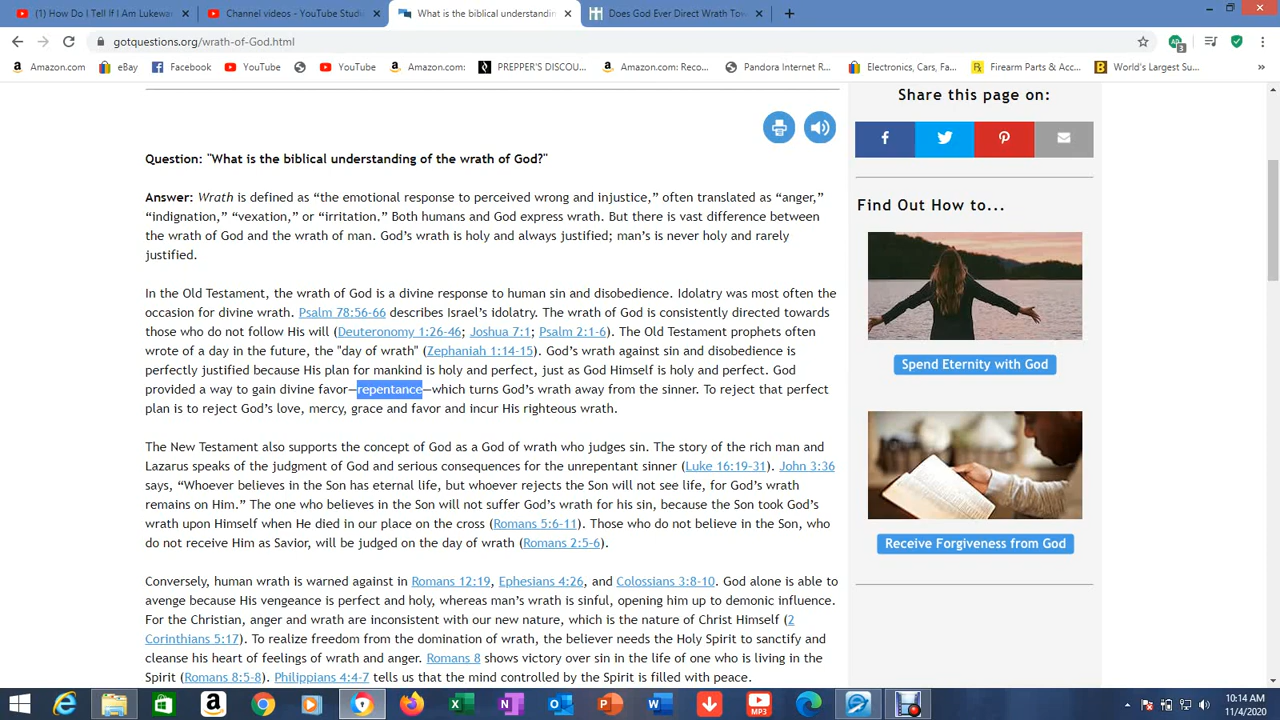 (1) How Do I Tell If I Am Lukewar
Channel videos - YouTube Studi
What is the biblical understandin
Does God Ever Direct Wrath Tow
gotquestions.org/wrath-of-God.html
3
Amazon.com
eBay
Facebook
YouTube
YouTube
Amazon.com:
PREPPER'S DISCOU...
Amazon.com: Reco...
Pandora Internet R...
Electronics, Cars, Fa...
Firearm Parts & Acc...
World's Largest Su...
»
Share this page on:
Question: "What is the biblical understanding of the wrath of God?"
Answer: Wrath is defined as “the emotional response to perceived wrong and injustice,” often translated as “anger,”
“indignation,” “vexation,” or “irritation.” Both humans and God express wrath. But there is vast difference between
the wrath of God and the wrath of man. God’s wrath is holy and always justified; man’s is never holy and rarely
justified.
In the Old Testament, the wrath of God is a divine response to human sin and disobedience. Idolatry was most often the
occasion for divine wrath. Psalm 78:56-66 describes Israel’s idolatry. The wrath of God is consistently directed towards
those who do not follow His will (Deuteronomy 1:26-46; Joshua 7:1; Psalm 2:1-6). The Old Testament prophets often
wrote of a day in the future, the "day of wrath" (Zephaniah 1:14-15). God’s wrath against sin and disobedience is
perfectly justified because His plan for mankind is holy and perfect, just as God Himself is holy and perfect. God
provided a way to gain divine favor—repentance—which turns God’s wrath away from the sinner. To reject that perfect
plan is to reject God’s love, mercy, grace and favor and incur His righteous wrath.
The New Testament also supports the concept of God as a God of wrath who judges sin. The story of the rich man and
Lazarus speaks of the judgment of God and serious consequences for the unrepentant sinner (Luke 16:19–31). John 3:36
says, “Whoever believes in the Son has eternal life, but whoever rejects the Son will not see life, for God’s wrath
remains on Him.” The one who believes in the Son will not suffer God’s wrath for his sin, because the Son took God’s
wrath upon Himself when He died in our place on the cross (Romans 5:6–11). Those who do not believe in the Son, who
do not receive Him as Savior, will be judged on the day of wrath (Romans 2:5–6).
Conversely, human wrath is warned against in Romans 12:19, Ephesians 4:26, and Colossians 3:8-10. God alone is able to
avenge because His vengeance is perfect and holy, whereas man’s wrath is sinful, opening him up to demonic influence.
For the Christian, anger and wrath are inconsistent with our new nature, which is the nature of Christ Himself (2
Corinthians 5:17). To realize freedom from the domination of wrath, the believer needs the Holy Spirit to sanctify and
cleanse his heart of feelings of wrath and anger. Romans 8 shows victory over sin in the life of one who is living in the
Spirit (Romans 8:5-8). Philippians 4:4-7 tells us that the mind controlled by the Spirit is filled with peace.
Find Out How to...
Spend Eternity with God
Receive Forgiveness from God
MP3
10:14 AM
11/4/2020